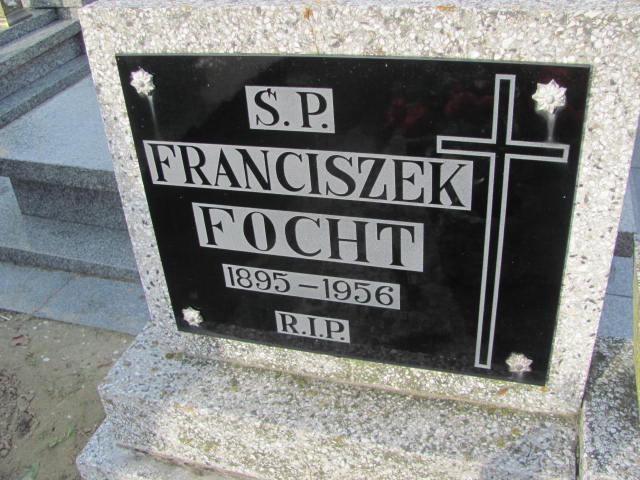 Ś.P.
FRANCISZEK
FOCHT
1895-1956
R.I.P.